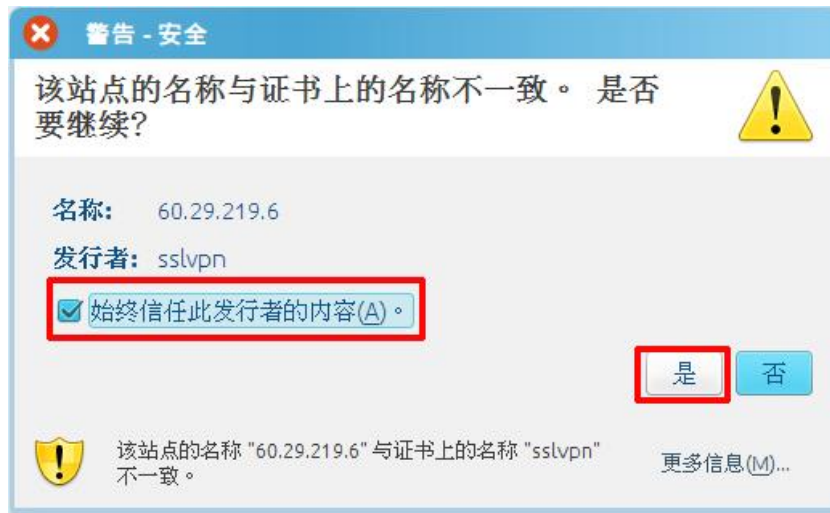 警告 - 安全
该站点的名称与证书上的名称不一致。 是否
要继续?
名称: 60.29.219.6
发行者: sslvpn
始终信任此发行者的内容(A)。
是 否
该站点的名称 "60.29.219.6" 与证书上的名称 "sslvpn"
不一致。
更多信息(M)...